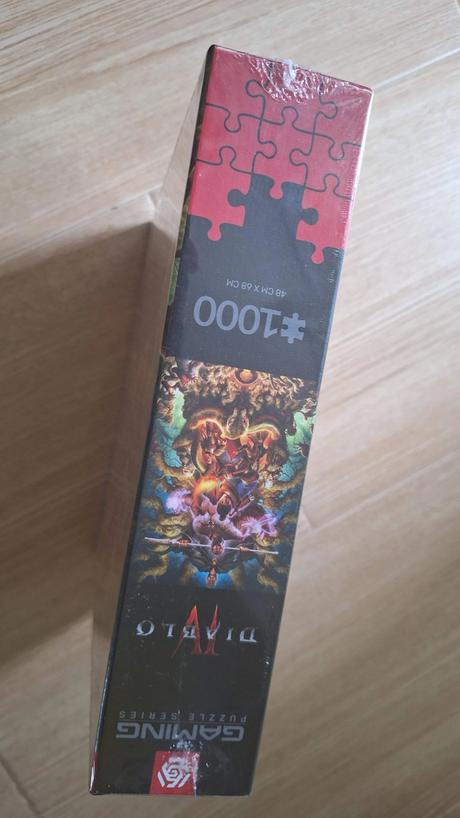 GAMING
PUZZLE SERIES
DIABLO
IV
1000
48 CM X 68 CM